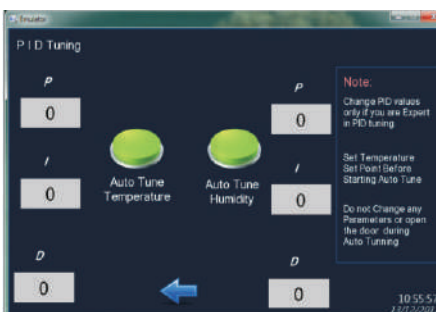 Emulator
P I D Tuning
P
0
I
0
D
0
Auto Tune
Temperature
Auto Tune
Humidity
P
0
I
0
D
0
Note:
Change PID values
only if you are Expert
in PID tuning.
Set Temperature
Set Point Before
Starting Auto Tune
Do not Change any
Parameters or open
the door during
Auto Tunning
10:55:57